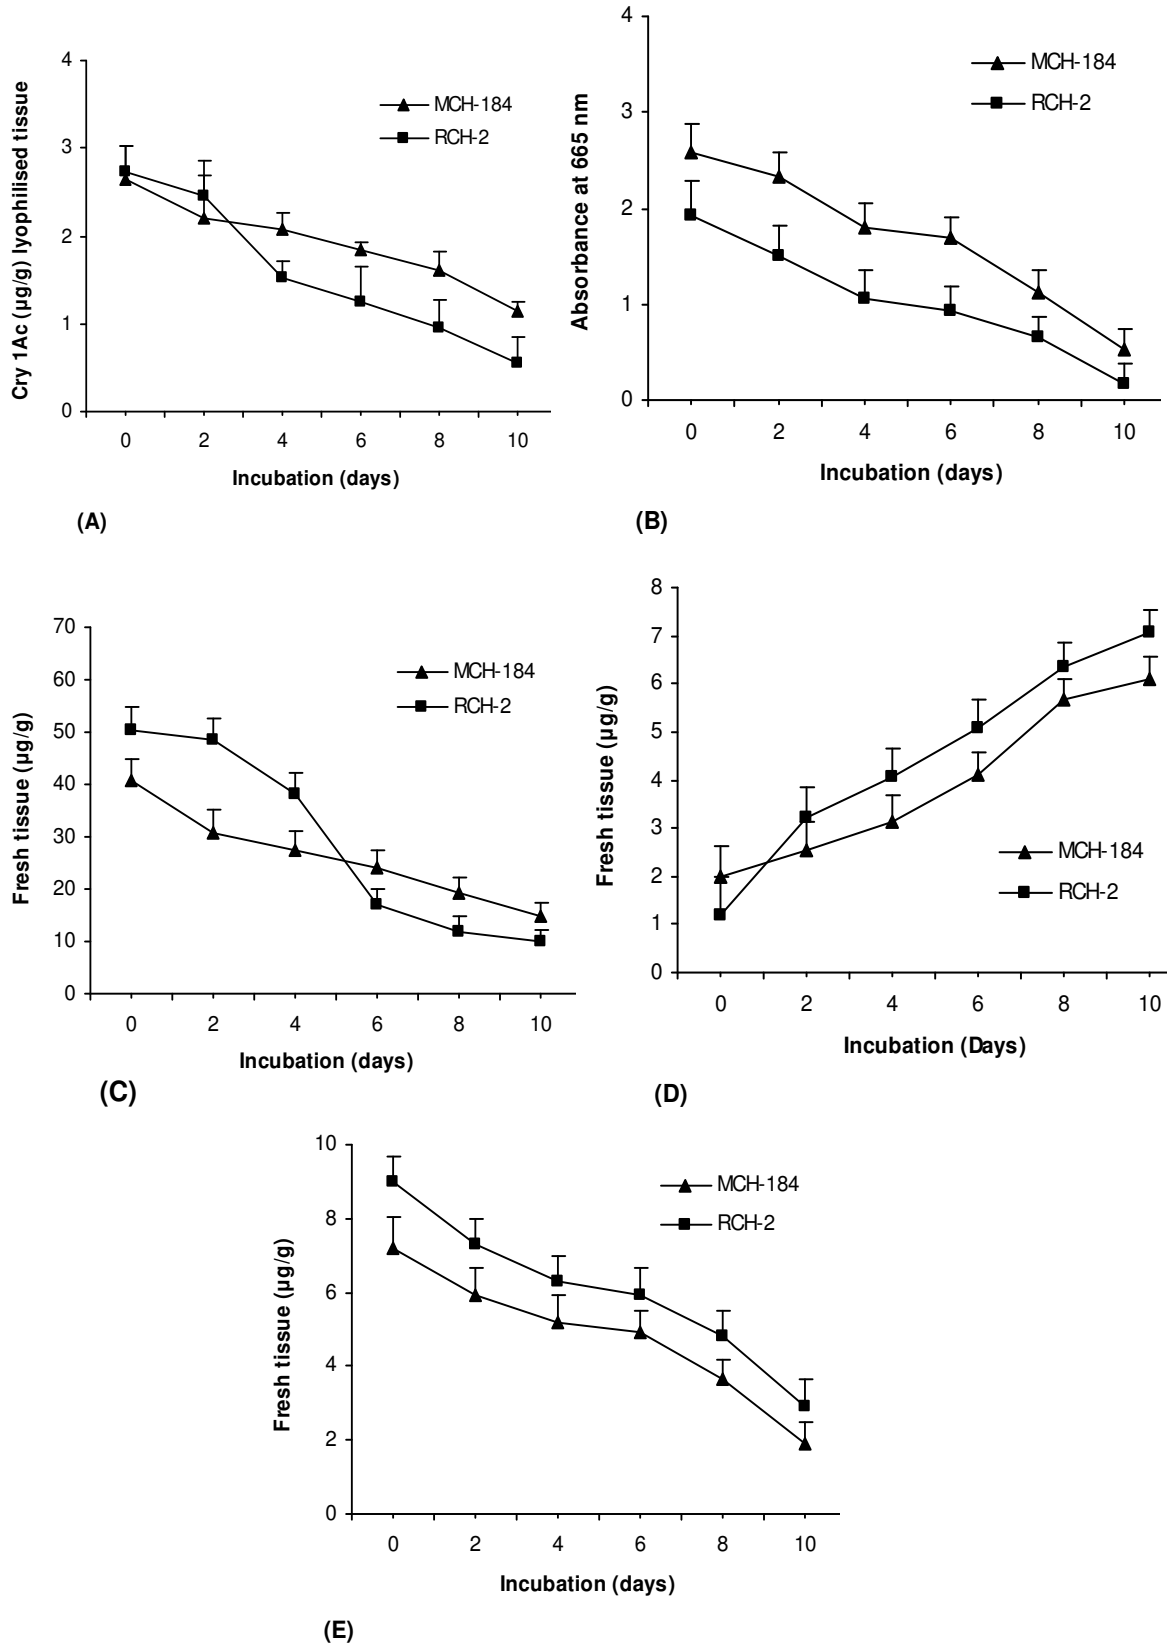 4
3
2
1
0
Cry 1Ac (µg/g) lyophilised tissue
MCH-184
RCH-2
0 2 4 6 8 10
Incubation (days)
(A)
4
3
2
1
0
Absorbance at 665 nm
MCH-184
RCH-2
0 2 4 6 8 10
Incubation (days)
(B)
70
60
50
40
30
20
10
0
Fresh tissue (µg/g)
MCH-184
RCH-2
0 2 4 6 8 10
Incubation (days)
(C)
8
7
6
5
4
3
2
1
0
Fresh tissue (µg/g)
MCH-184
RCH-2
0 2 4 6 8 10
Incubation (Days)
(D)
10
8
6
4
2
0
Fresh tissue (µg/g)
MCH-184
RCH-2
0 2 4 6 8 10
Incubation (days)
(E)